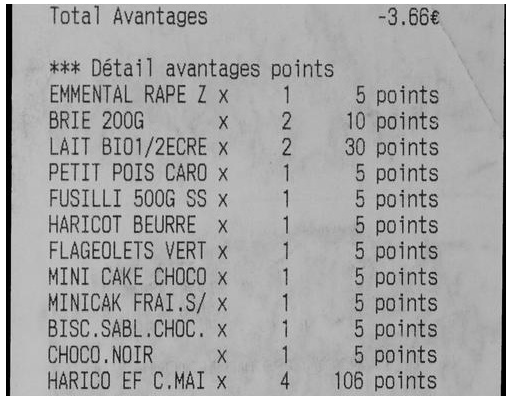 Total Avantages -3.66€
*** Détail avantages points
EMMENTAL RAPE Z x 1 5 points
BRIE 200G x 2 10 points
LAIT BIO1/2ECRE x 2 30 points
PETIT POIS CARO x 1 5 points
FUSILLI 500G SS x 1 5 points
HARICOT BEURRE x 1 5 points
FLAGEOLETS VERT x 1 5 points
MINI CAKE CHOCO x 1 5 points
MINICAK FRAI.S/ x 1 5 points
BISC.SABL.CHOC. x 1 5 points
CHOCO.NOIR x 1 5 points
HARICO EF C.MAI x 4 106 points